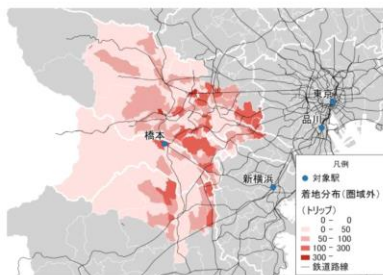 東京
品川
橋本
新横浜
凡例
対象駅
着地分布(圏域外)
(トリップ)
0 - 0
0 - 50
50 - 100
100 - 300
300 -
鉄道路線